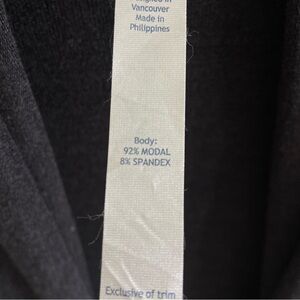 Vancouver
Made in
Philippines
Body:
92% MODAL
8% SPANDEX
Exclusive of trim